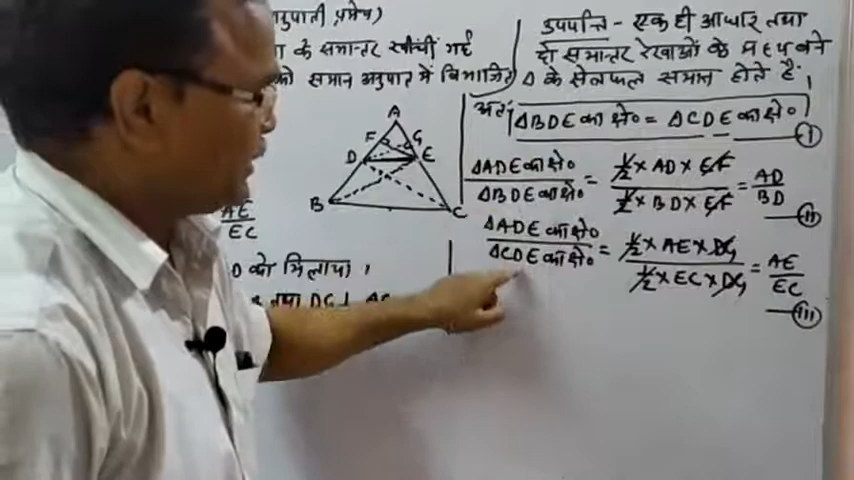 प्रमेय)
के समान्तर खींची गई
को समान अनुपात में विभाजित
A
F G
D E
B C
AE
EC
को मिलाया।
तथा DG⊥ AC
उपपत्ति - एक ही आधार तथा
दो समान्तर रेखाओं के मध्य बने
Δ के क्षेत्रफल समान होते हैं.
अतः ΔBDE का क्षे० = ΔCDE का क्षे० — (i)
ΔADE का क्षे० / ΔBDE का क्षे० = ½ × AD × EF / ½ × BD × EF = AD / BD — (ii)
ΔADE का क्षे० / ΔCDE का क्षे० = ½ × AE × DG / ½ × EC × DG = AE / EC — (iii)